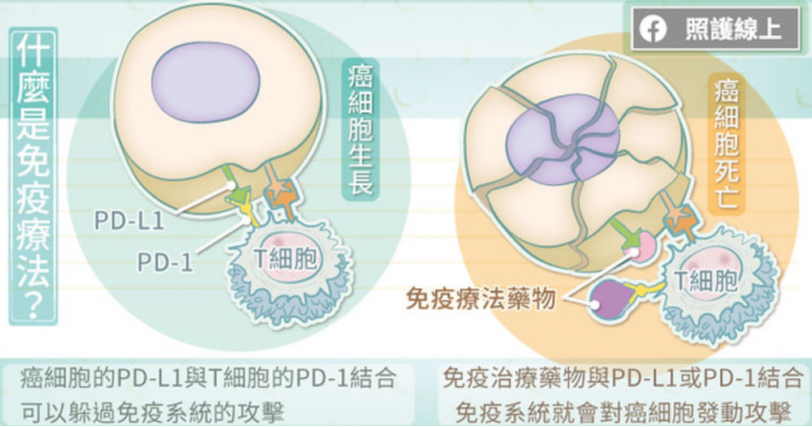 什麼是免疫療法？
照護線上
癌細胞生長
PD-L1
PD-1
T細胞
癌細胞死亡
T細胞
免疫療法藥物
癌細胞的PD-L1與T細胞的PD-1結合
可以躲過免疫系統的攻擊
免疫治療藥物與PD-L1或PD-1結合
免疫系統就會對癌細胞發動攻擊